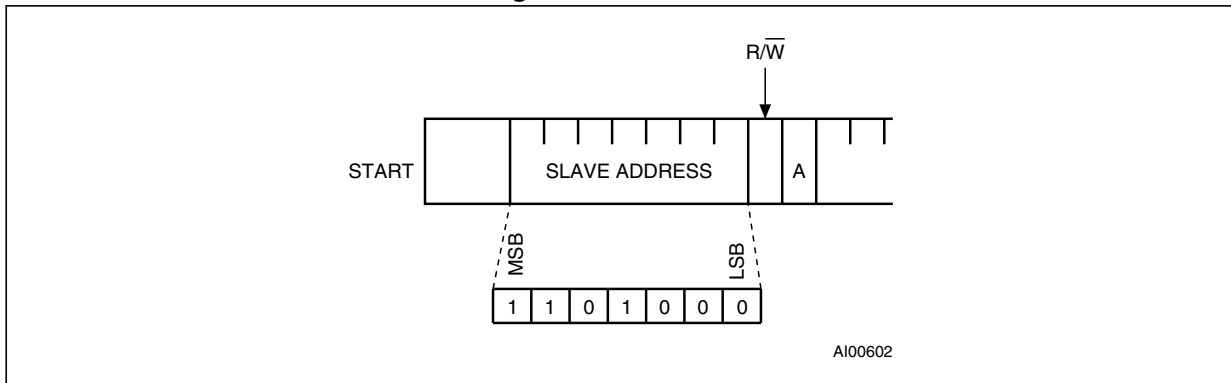 R/W̅
START
SLAVE ADDRESS
A
MSB
LSB
1 1 0 1 0 0 0
AI00602